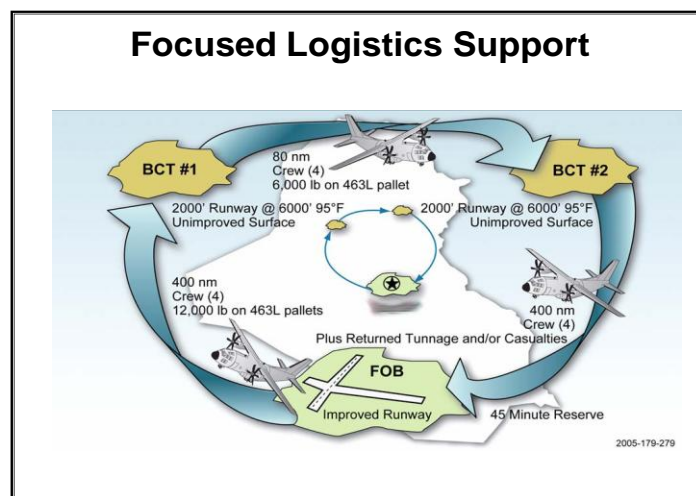 Focused Logistics Support
BCT #1
80 nm
Crew (4)
6,000 lb on 463L pallet
BCT #2
2000' Runway @ 6000' 95°F
Unimproved Surface
2000' Runway @ 6000' 95°F
Unimproved Surface
400 nm
Crew (4)
12,000 lb on 463L pallets
400 nm
Crew (4)
Plus Returned Tunnage and/or Casualties
FOB
Improved Runway
45 Minute Reserve
2005-179-279